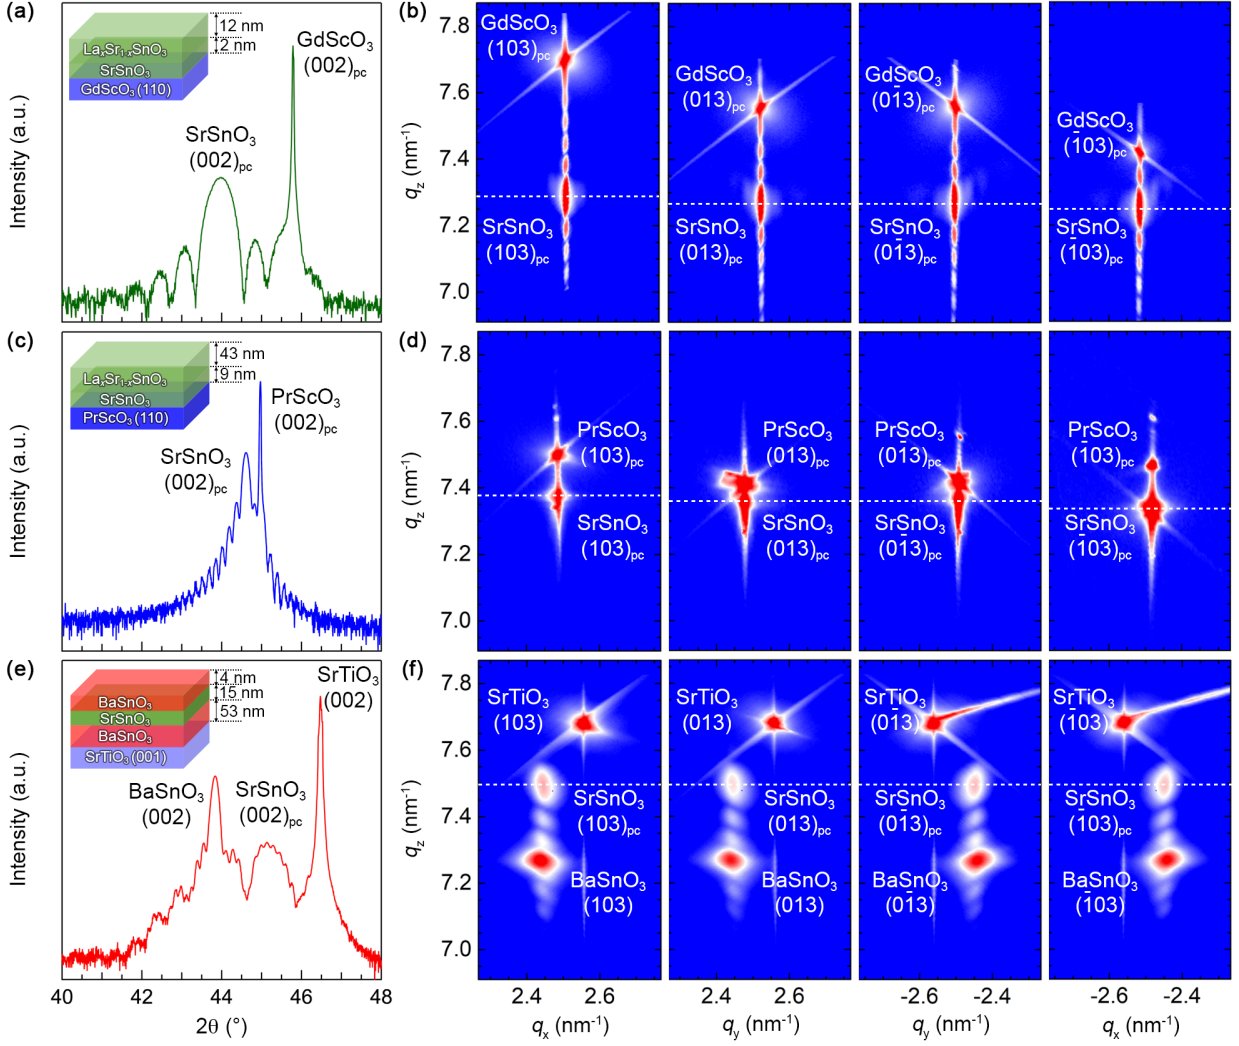 (a)
12 nm
2 nm
LaxSr1-xSnO3
SrSnO3
GdScO3 (110)
GdScO3
(002)pc
SrSnO3
(002)pc
Intensity (a.u.)
(b)
7.8
7.6
7.4
7.2
7.0
qz (nm-1)
GdScO3
(103)pc
SrSnO3
(103)pc
GdScO3
(013)pc
SrSnO3
(013)pc
GdScO3
(01̄3)pc
SrSnO3
(01̄3)pc
GdScO3
(1̄03)pc
SrSnO3
(1̄03)pc
(c)
43 nm
9 nm
LaxSr1-xSnO3
SrSnO3
PrScO3 (110)
PrScO3
(002)pc
SrSnO3
(002)pc
Intensity (a.u.)
(d)
7.8
7.6
7.4
7.2
7.0
qz (nm-1)
PrScO3
(103)pc
SrSnO3
(103)pc
PrScO3
(013)pc
SrSnO3
(013)pc
PrScO3
(01̄3)pc
SrSnO3
(01̄3)pc
PrScO3
(1̄03)pc
SrSnO3
(1̄03)pc
(e)
4 nm
15 nm
53 nm
BaSnO3
SrSnO3
BaSnO3
SrTiO3 (001)
SrTiO3
(002)
BaSnO3
(002)
SrSnO3
(002)pc
Intensity (a.u.)
40
42
44
46
48
2θ (°)
(f)
7.8
7.6
7.4
7.2
7.0
qz (nm-1)
SrTiO3
(103)
SrSnO3
(103)pc
BaSnO3
(103)
2.4
2.6
qx (nm-1)
SrTiO3
(013)
SrSnO3
(013)pc
BaSnO3
(013)
2.4
2.6
qy (nm-1)
SrTiO3
(01̄3)
SrSnO3
(01̄3)pc
BaSnO3
(01̄3)
-2.6
-2.4
qy (nm-1)
SrTiO3
(1̄03)
SrSnO3
(1̄03)pc
BaSnO3
(1̄03)
-2.6
-2.4
qx (nm-1)